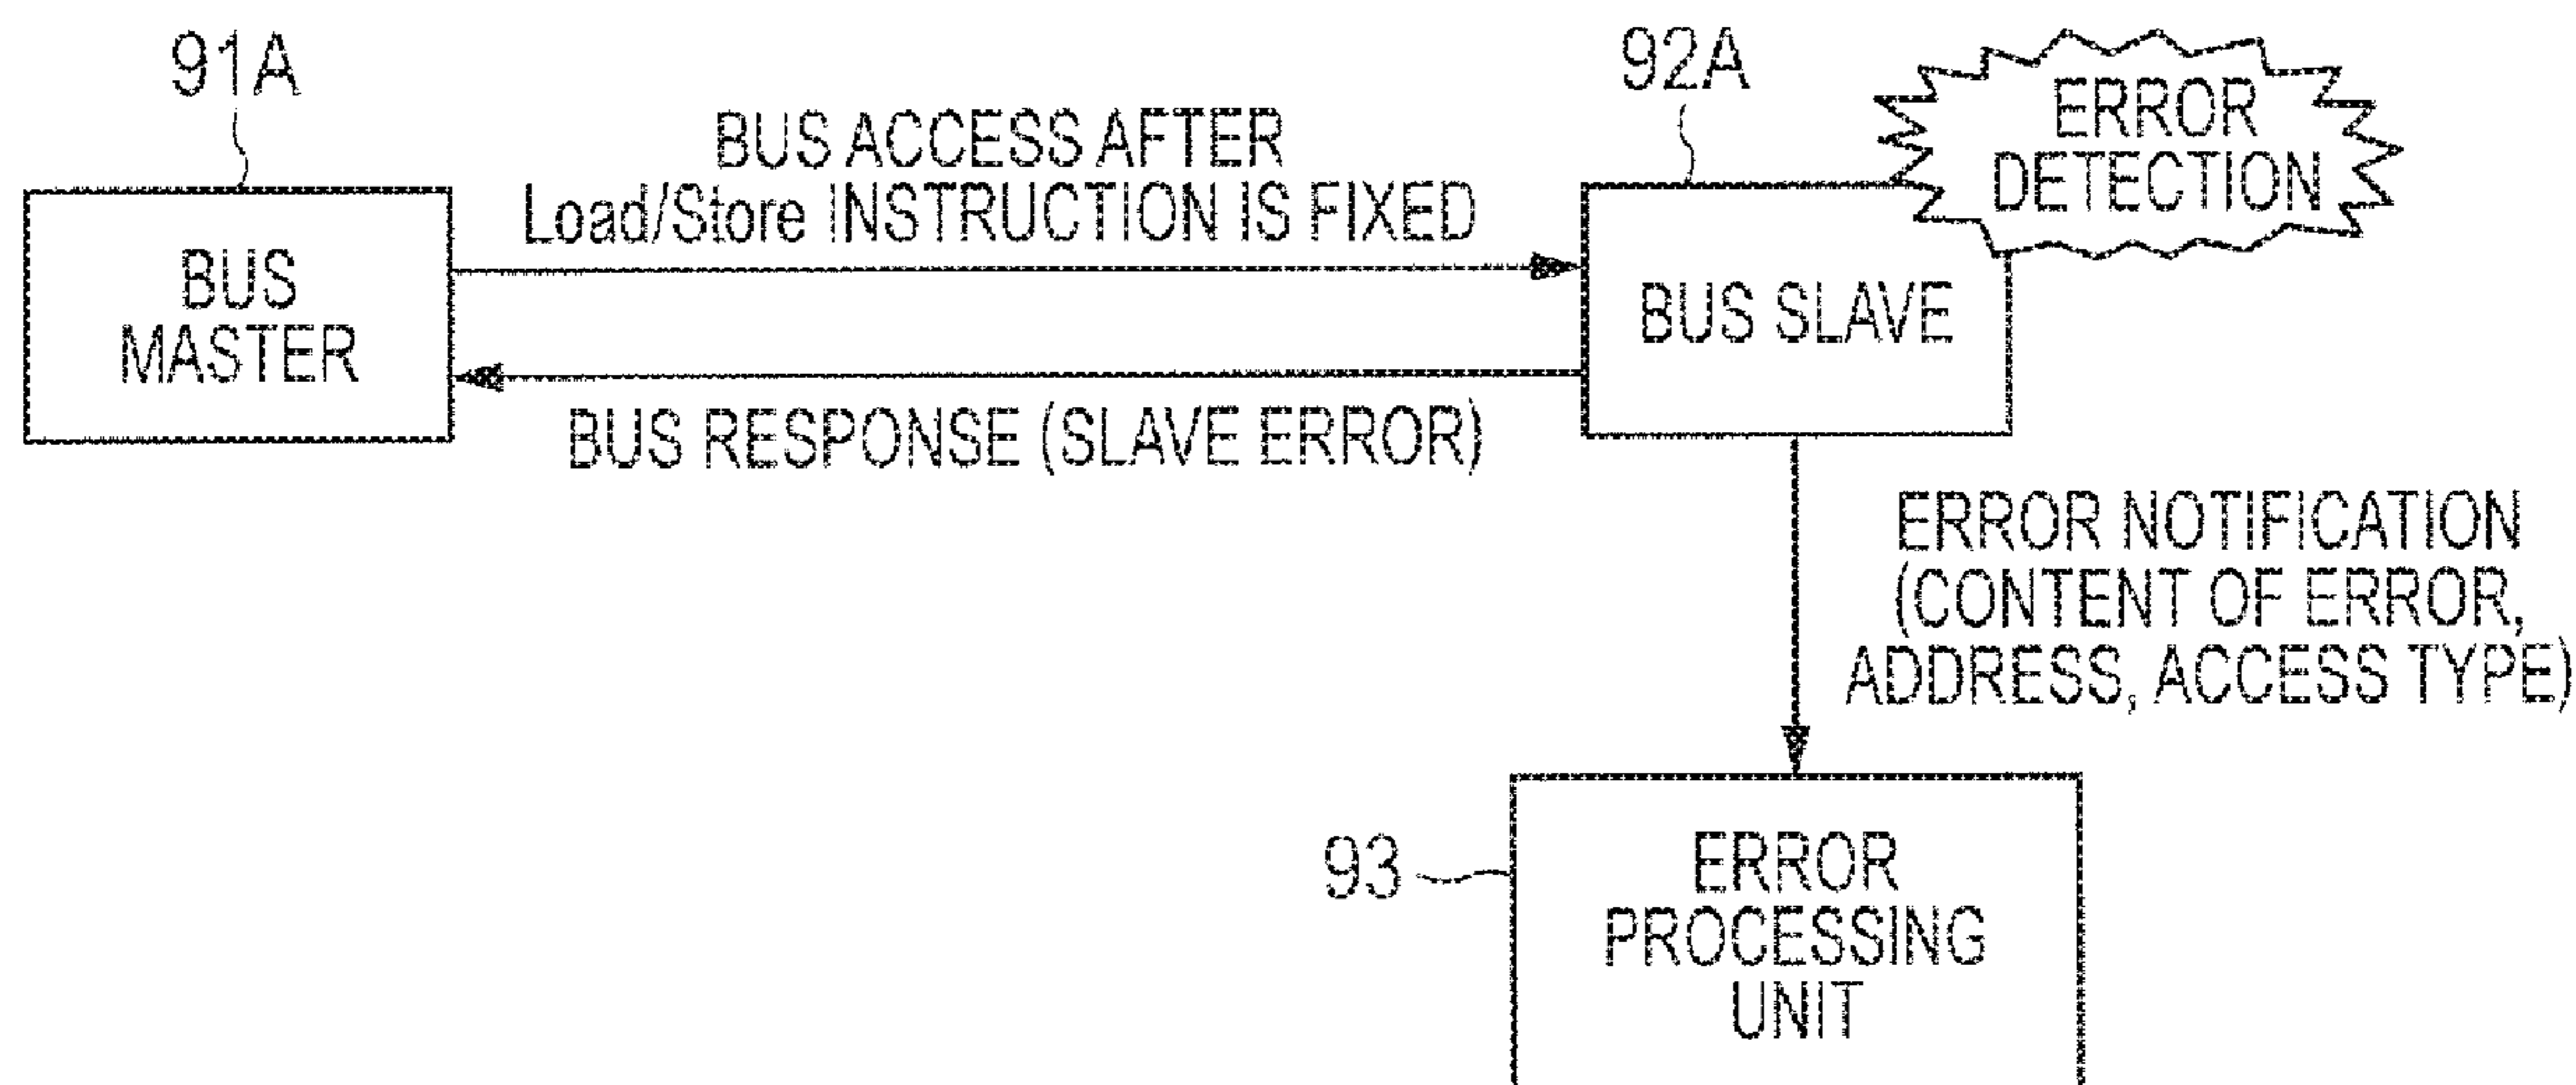 91A
BUS
MASTER
BUS ACCESS AFTER
Load/Store INSTRUCTION IS FIXED
BUS RESPONSE (SLAVE ERROR)
92A
ERROR
DETECTION
BUS SLAVE
ERROR NOTIFICATION
(CONTENT OF ERROR,
ADDRESS, ACCESS TYPE)
93
ERROR
PROCESSING
UNIT